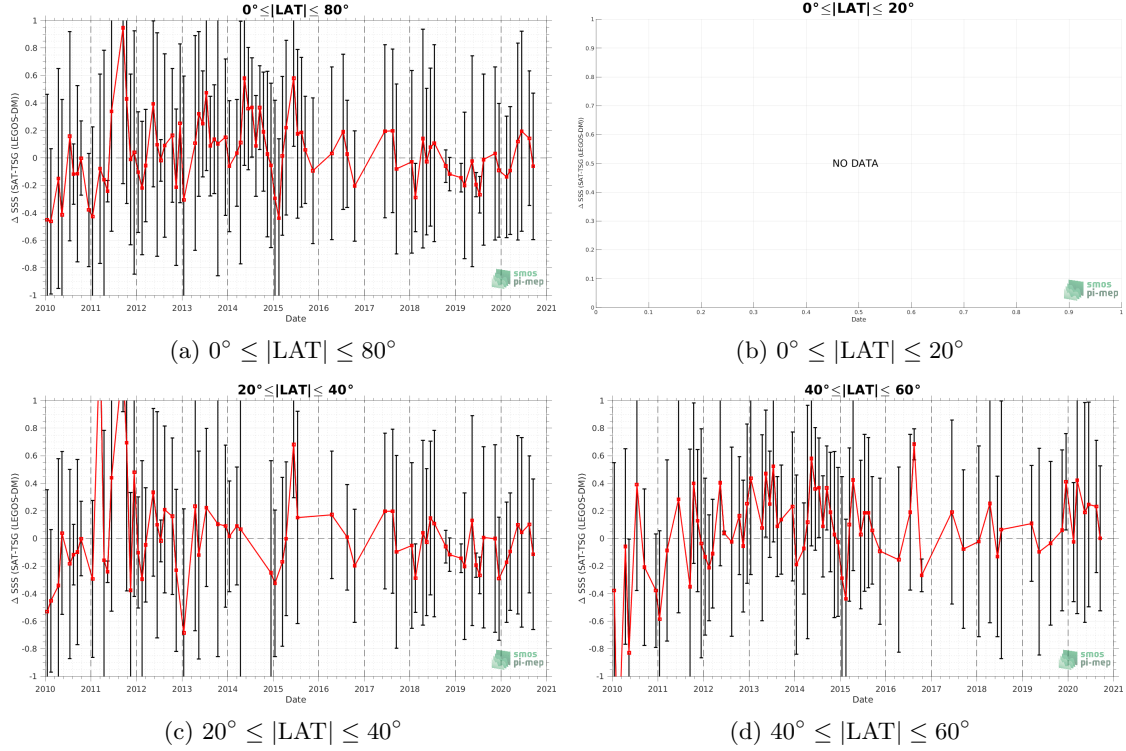 0°≤|LAT|≤ 80°
Δ SSS (SAT-TSG (LEGOS-DM))
1
0.8
0.6
0.4
0.2
0
-0.2
-0.4
-0.6
-0.8
-1
2010 2011 2012 2013 2014 2015 2016 2017 2018 2019 2020 2021
Date
smos
pi-mep
(a) 0° ≤ |LAT| ≤ 80°
0°≤|LAT|≤ 20°
Δ SSS (SAT-TSG (LEGOS-DM))
1
0.9
0.8
0.7
0.6
0.5
0.4
0.3
0.2
0.1
0
NO DATA
0 0.1 0.2 0.3 0.4 0.5 0.6 0.7 0.8 0.9 1
Date
smos
pi-mep
(b) 0° ≤ |LAT| ≤ 20°
20°≤|LAT|≤ 40°
Δ SSS (SAT-TSG (LEGOS-DM))
1
0.8
0.6
0.4
0.2
0
-0.2
-0.4
-0.6
-0.8
-1
2010 2011 2012 2013 2014 2015 2016 2017 2018 2019 2020 2021
Date
smos
pi-mep
(c) 20° ≤ |LAT| ≤ 40°
40°≤|LAT|≤ 60°
Δ SSS (SAT-TSG (LEGOS-DM))
1
0.8
0.6
0.4
0.2
0
-0.2
-0.4
-0.6
-0.8
-1
2010 2011 2012 2013 2014 2015 2016 2017 2018 2019 2020 2021
Date
smos
pi-mep
(d) 40° ≤ |LAT| ≤ 60°